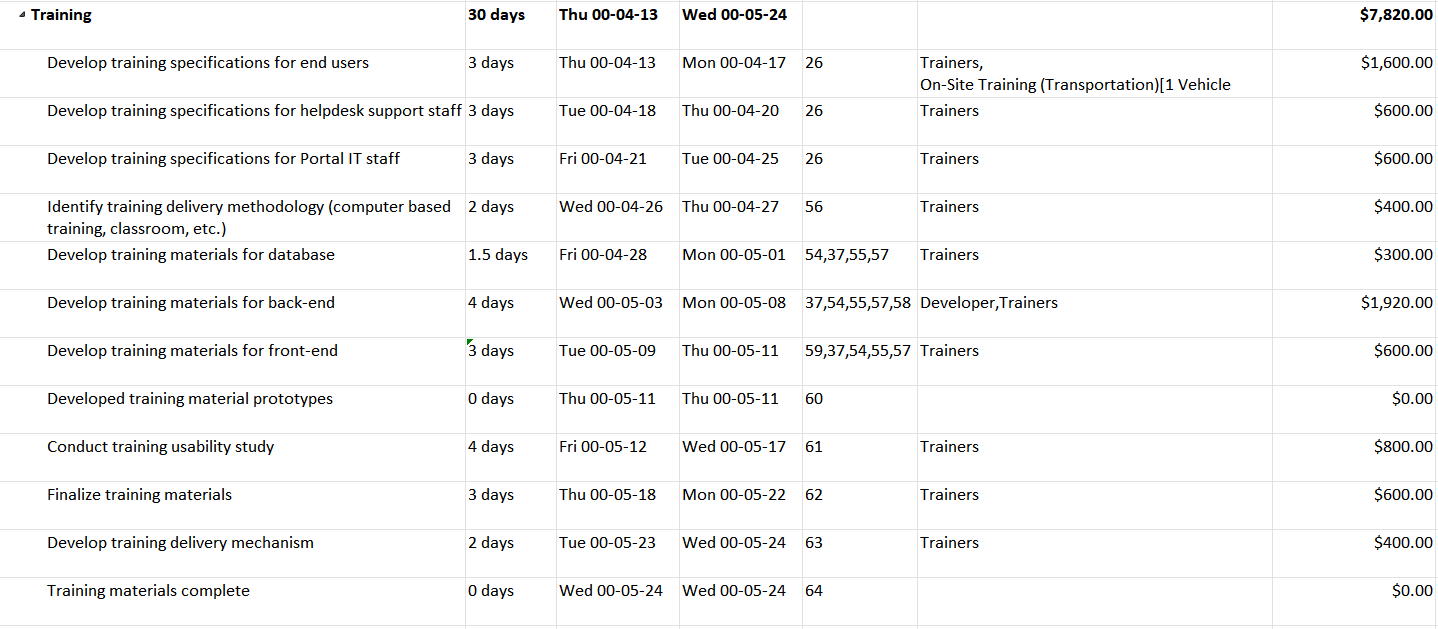 Training 30 days Thu 00-04-13 Wed 00-05-24 $7,820.00
Develop training specifications for end users 3 days Thu 00-04-13 Mon 00-04-17 26 Trainers, $1,600.00
On-Site Training (Transportation)[1 Vehicle
Develop training specifications for helpdesk support staff 3 days Tue 00-04-18 Thu 00-04-20 26 Trainers $600.00
Develop training specifications for Portal IT staff 3 days Fri 00-04-21 Tue 00-04-25 26 Trainers $600.00
Identify training delivery methodology (computer based 2 days Wed 00-04-26 Thu 00-04-27 56 Trainers $400.00
training, classroom, etc.)
Develop training materials for database 1.5 days Fri 00-04-28 Mon 00-05-01 54,37,55,57 Trainers $300.00
Develop training materials for back-end 4 days Wed 00-05-03 Mon 00-05-08 37,54,55,57,58 Developer,Trainers $1,920.00
Develop training materials for front-end 3 days Tue 00-05-09 Thu 00-05-11 59,37,54,55,57 Trainers $600.00
Developed training material prototypes 0 days Thu 00-05-11 Thu 00-05-11 60 $0.00
Conduct training usability study 4 days Fri 00-05-12 Wed 00-05-17 61 Trainers $800.00
Finalize training materials 3 days Thu 00-05-18 Mon 00-05-22 62 Trainers $600.00
Develop training delivery mechanism 2 days Tue 00-05-23 Wed 00-05-24 63 Trainers $400.00
Training materials complete 0 days Wed 00-05-24 Wed 00-05-24 64 $0.00